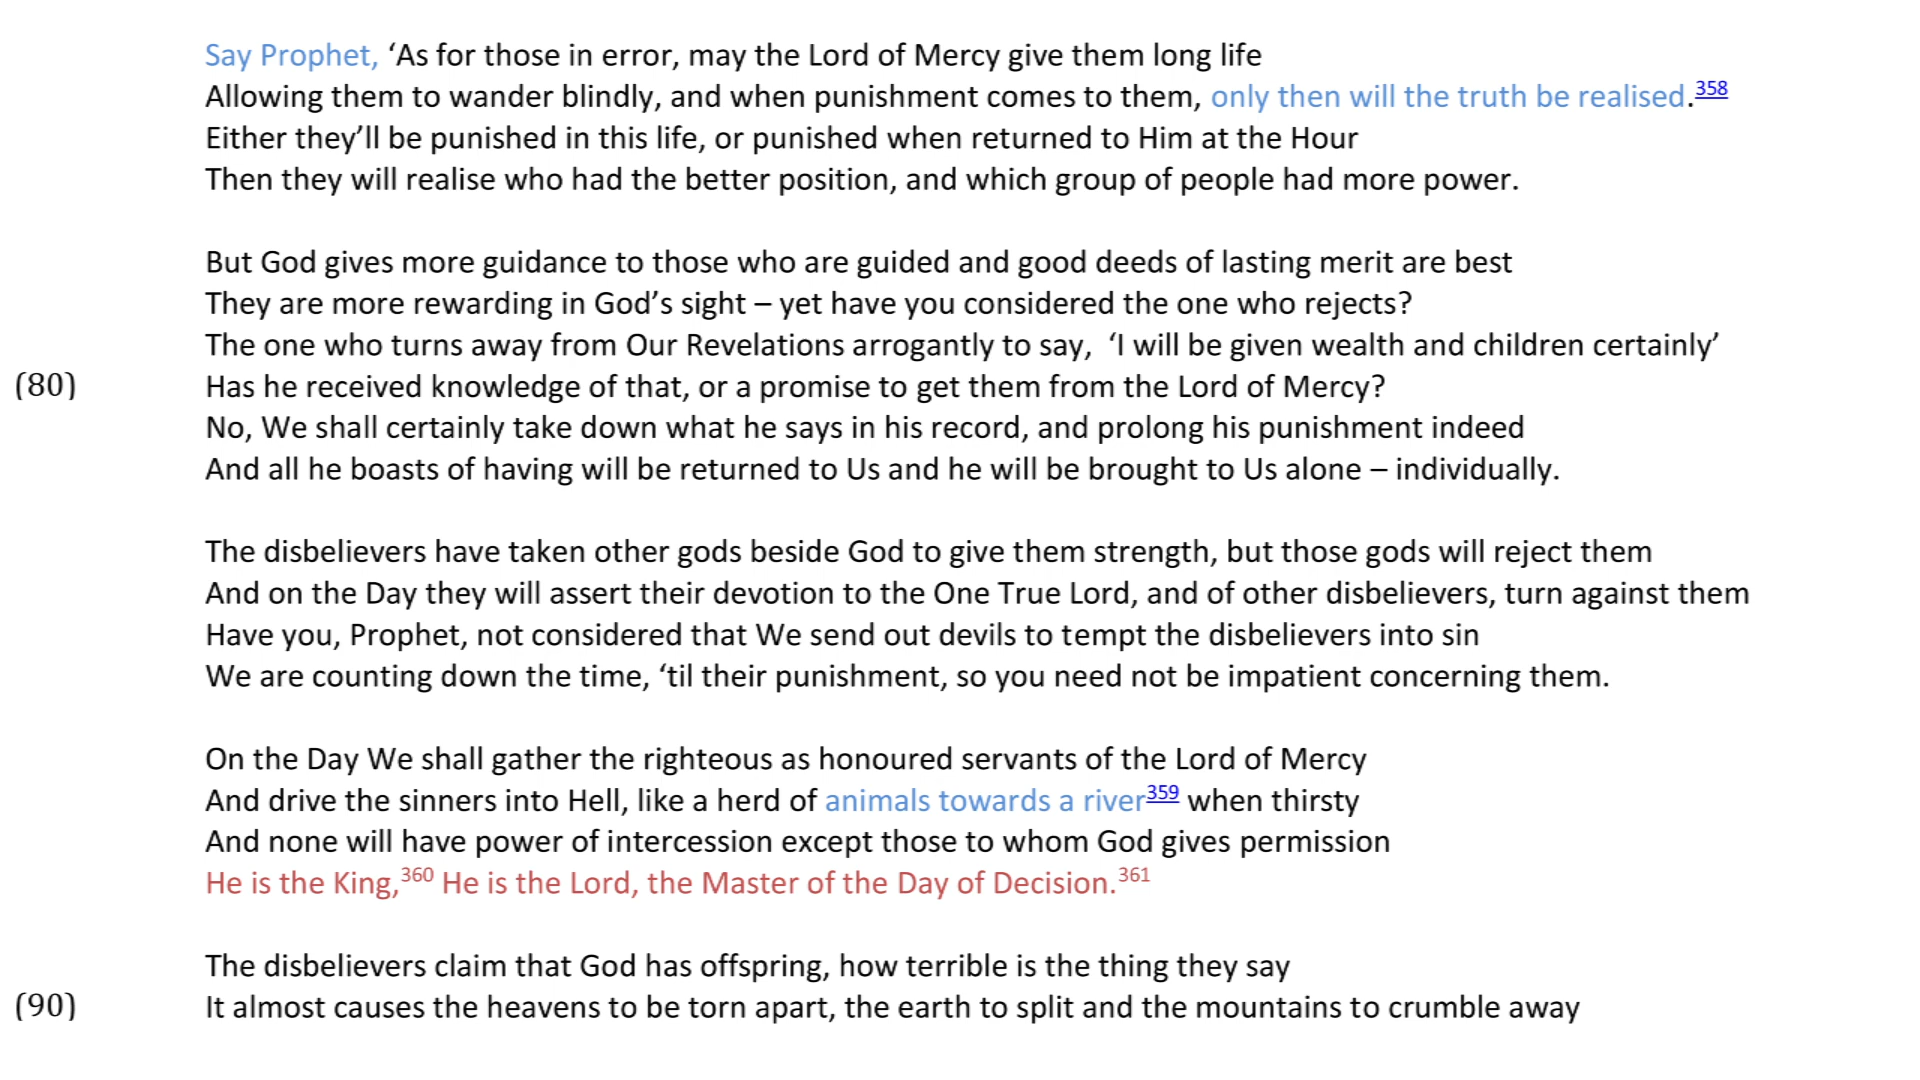 Say Prophet, ‘As for those in error, may the Lord of Mercy give them long life
Allowing them to wander blindly, and when punishment comes to them, only then will the truth be realised.358
Either they’ll be punished in this life, or punished when returned to Him at the Hour
Then they will realise who had the better position, and which group of people had more power.
But God gives more guidance to those who are guided and good deeds of lasting merit are best
They are more rewarding in God’s sight – yet have you considered the one who rejects?
The one who turns away from Our Revelations arrogantly to say, ‘I will be given wealth and children certainly’
(80) Has he received knowledge of that, or a promise to get them from the Lord of Mercy?
No, We shall certainly take down what he says in his record, and prolong his punishment indeed
And all he boasts of having will be returned to Us and he will be brought to Us alone – individually.
The disbelievers have taken other gods beside God to give them strength, but those gods will reject them
And on the Day they will assert their devotion to the One True Lord, and of other disbelievers, turn against them
Have you, Prophet, not considered that We send out devils to tempt the disbelievers into sin
We are counting down the time, ‘til their punishment, so you need not be impatient concerning them.
On the Day We shall gather the righteous as honoured servants of the Lord of Mercy
And drive the sinners into Hell, like a herd of animals towards a river359 when thirsty
And none will have power of intercession except those to whom God gives permission
He is the King,360 He is the Lord, the Master of the Day of Decision.361
The disbelievers claim that God has offspring, how terrible is the thing they say
(90) It almost causes the heavens to be torn apart, the earth to split and the mountains to crumble away